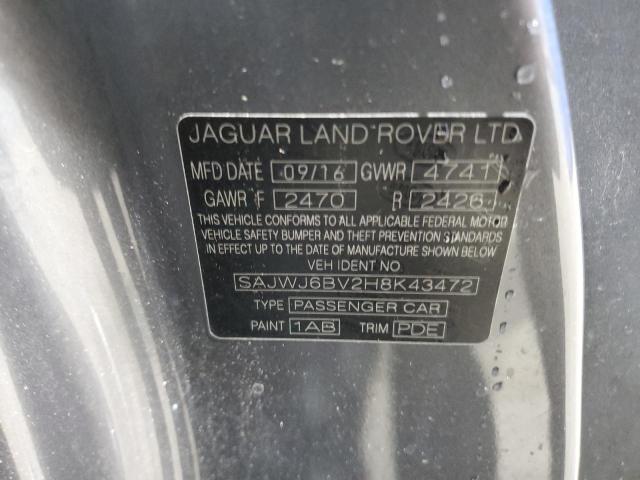 JAGUAR LAND ROVER LTD
MFD DATE 09/16 GVWR 4741
GAWR F 2470 R 2426
THIS VEHICLE CONFORMS TO ALL APPLICABLE FEDERAL MOTOR
VEHICLE SAFETY BUMPER AND THEFT PREVENTION STANDARDS
IN EFFECT UP TO THE DATE OF MANUFACTURE SHOWN BELOW
VEH IDENT NO
SAJWJ6BV2H8K43472
TYPE PASSENGER CAR
PAINT 1AB TRIM PDE